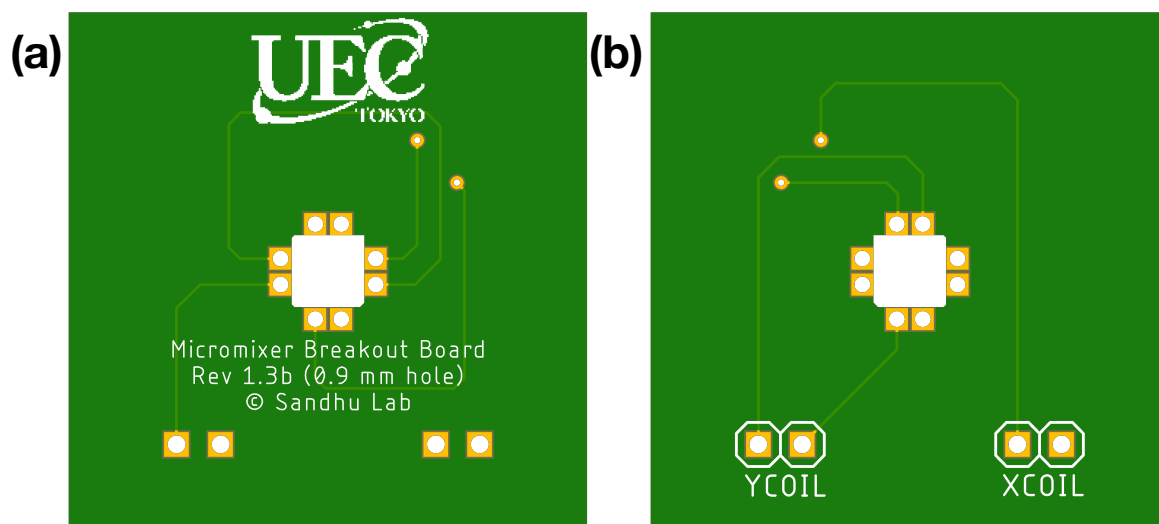 (a)
UEC
TOKYO
Micromixer Breakout Board
Rev 1.3b (0.9 mm hole)
© Sandhu Lab
(b)
YCOIL
XCOIL